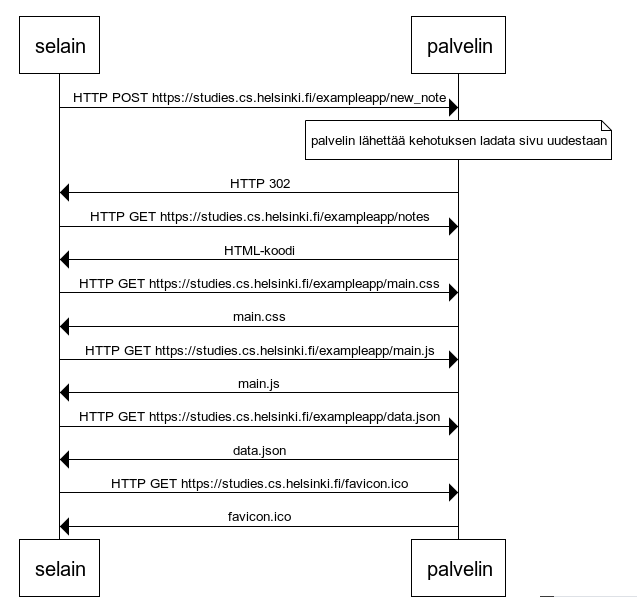 selain
palvelin
HTTP POST https://studies.cs.helsinki.fi/exampleapp/new_note
palvelin lähettää kehotuksen ladata sivu uudestaan
HTTP 302
HTTP GET https://studies.cs.helsinki.fi/exampleapp/notes
HTML-koodi
HTTP GET https://studies.cs.helsinki.fi/exampleapp/main.css
main.css
HTTP GET https://studies.cs.helsinki.fi/exampleapp/main.js
main.js
HTTP GET https://studies.cs.helsinki.fi/exampleapp/data.json
data.json
HTTP GET https://studies.cs.helsinki.fi/favicon.ico
favicon.ico
selain
palvelin